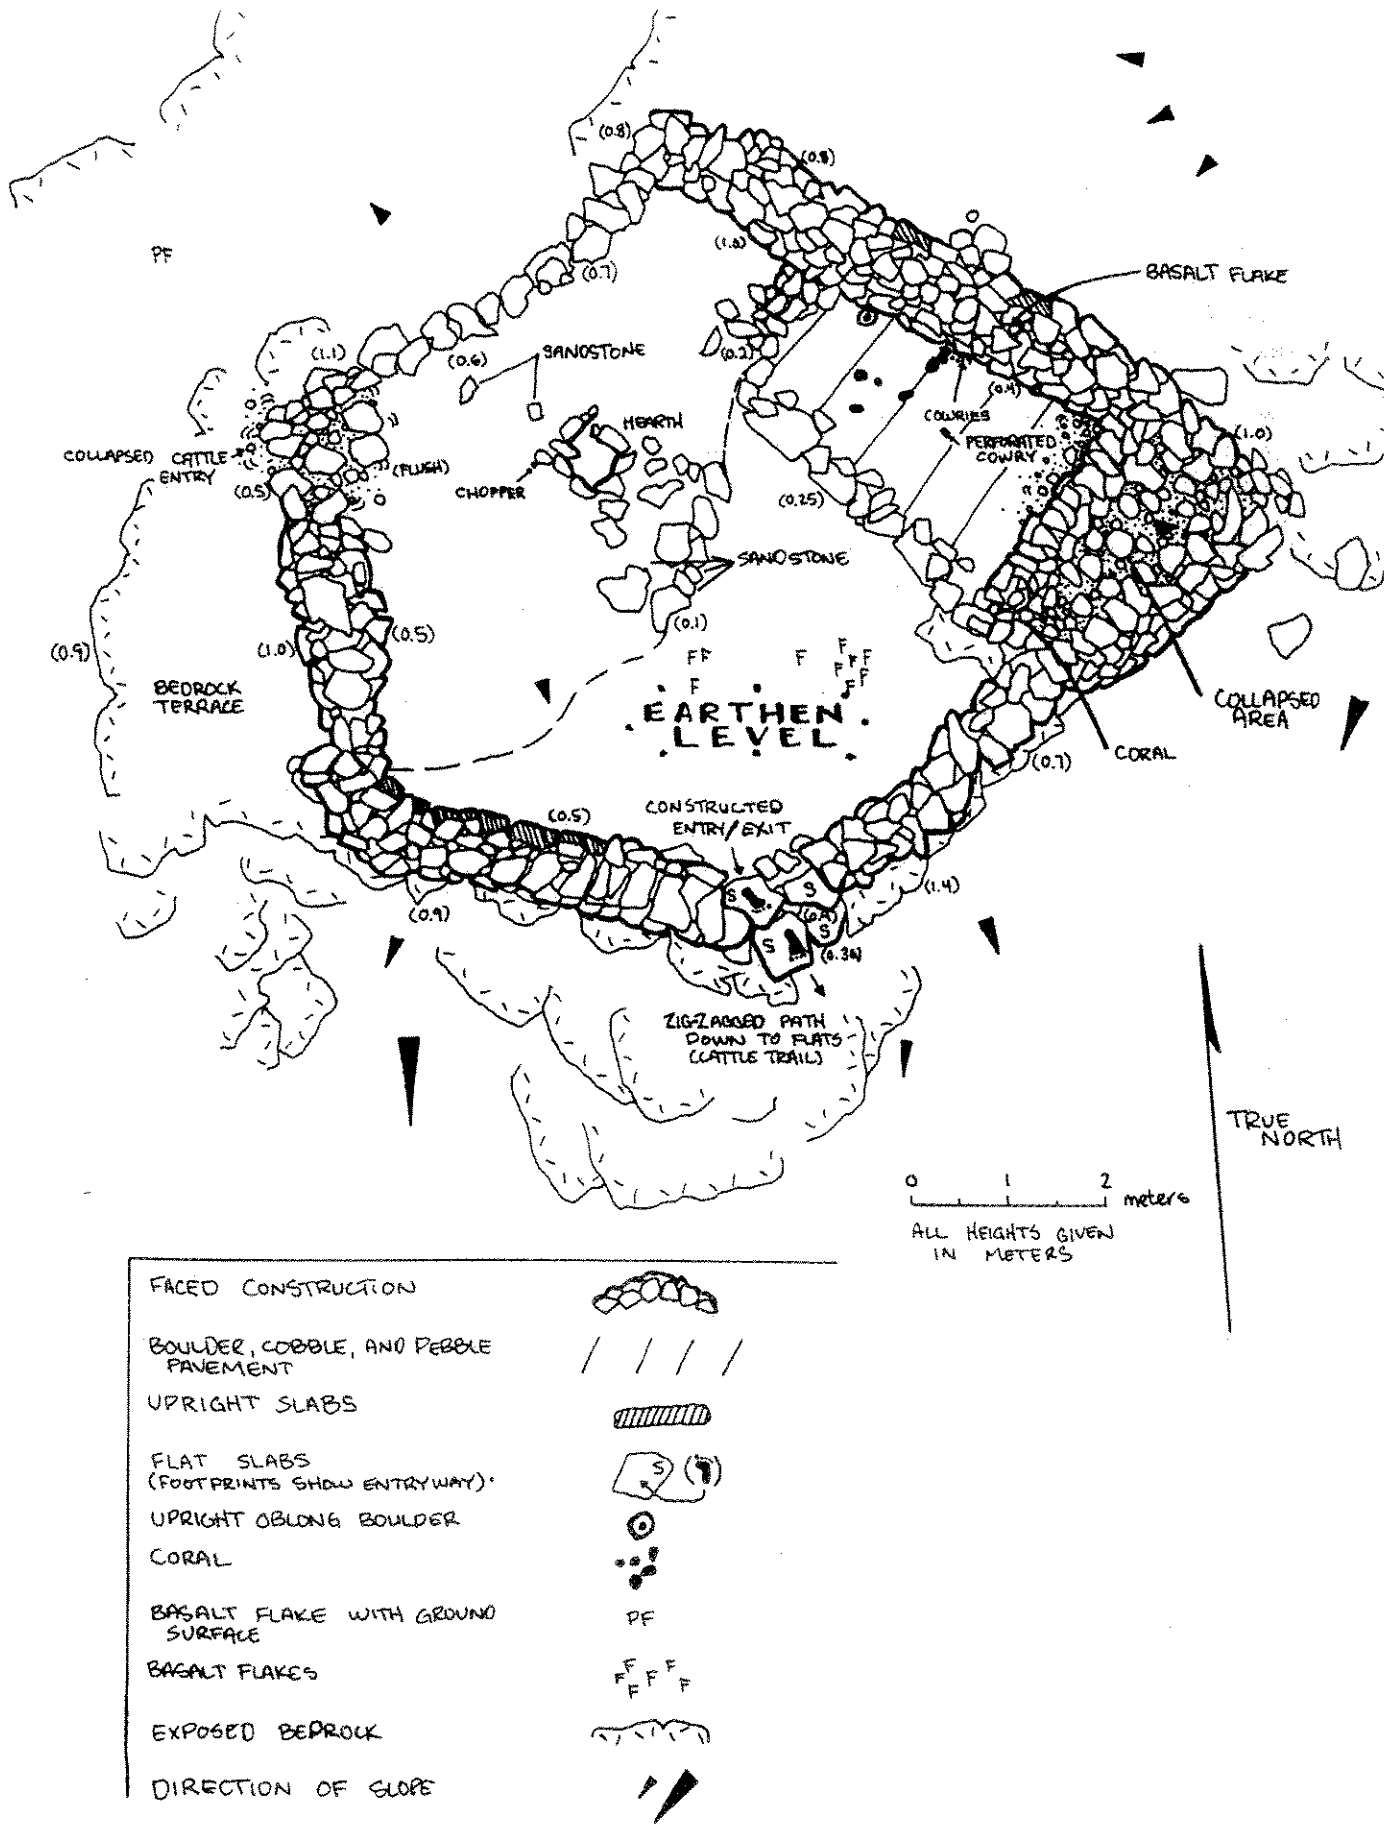 (0.8)
(0.8)
PF
(0.7)
BASALT FLAKE
(1.1)
(0.6)
SANDSTONE
(0.2)
(0.4)
COWRIES
HEARTH
PERFORATED
COWRY
(1.0)
COLLAPSED CATTLE
ENTRY
(0.5)
(FLUSH)
CHOPPER
(0.25)
SANDSTONE
(0.9)
(1.0)
(0.5)
(0.1)
F F F F F F F
F F F
BEDROCK
TERRACE
EARTHEN
LEVEL
COLLAPSED
AREA
CORAL
(0.7)
(0.5)
CONSTRUCTED
ENTRY/EXIT
S S
(1.4)
(0.9)
S S
(0.36)
ZIG-ZAGGED PATH
DOWN TO FLATS
(CATTLE TRAIL)
TRUE
NORTH
0 1 2 meters
ALL HEIGHTS GIVEN
IN METERS
FACED CONSTRUCTION
BOULDER, COBBLE, AND PEBBLE
PAVEMENT
UPRIGHT SLABS
FLAT SLABS S
(FOOTPRINTS SHOW ENTRYWAY).
UPRIGHT OBLONG BOULDER
CORAL
BASALT FLAKE WITH GROUND PF
SURFACE
BASALT FLAKES F F F F F
EXPOSED BEDROCK
DIRECTION OF SLOPE